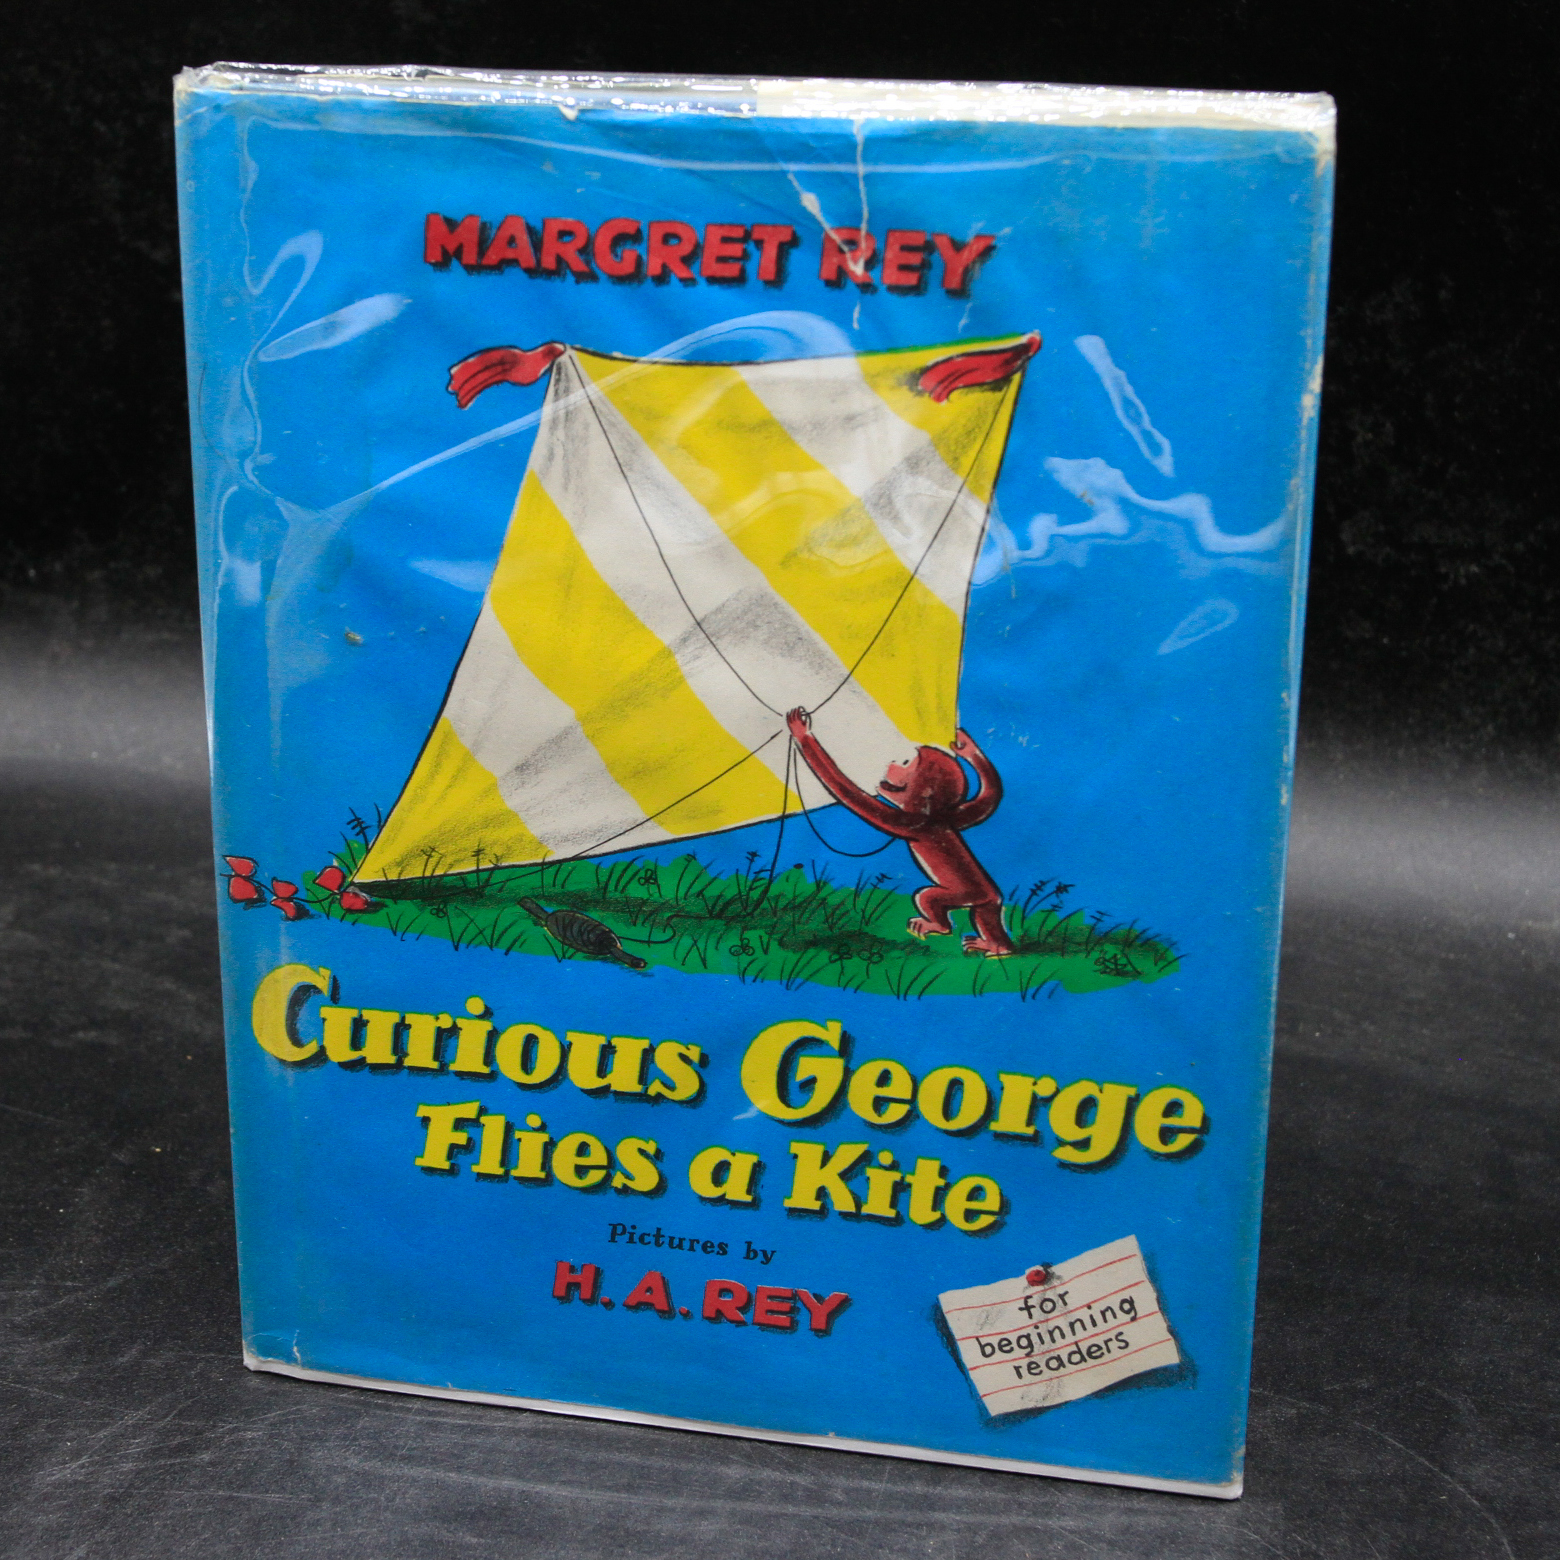 MARGRET REY
Curious George
Flies a Kite
Pictures by
H. A. REY
for
beginning
readers